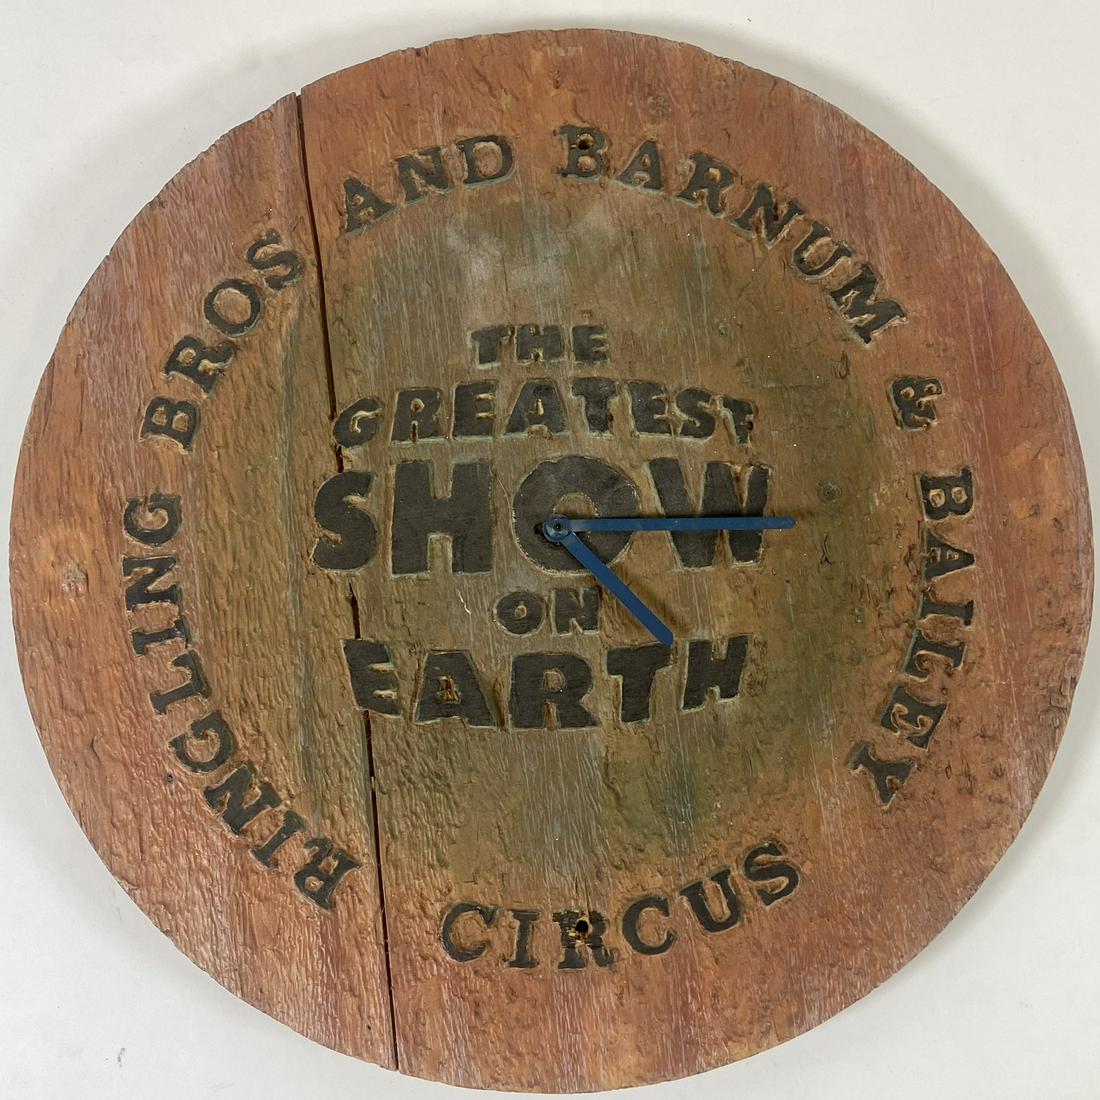 RINGLING BROS AND BARNUM & BAILEY
CIRCUS
THE
GREATEST
SHOW
ON
EARTH